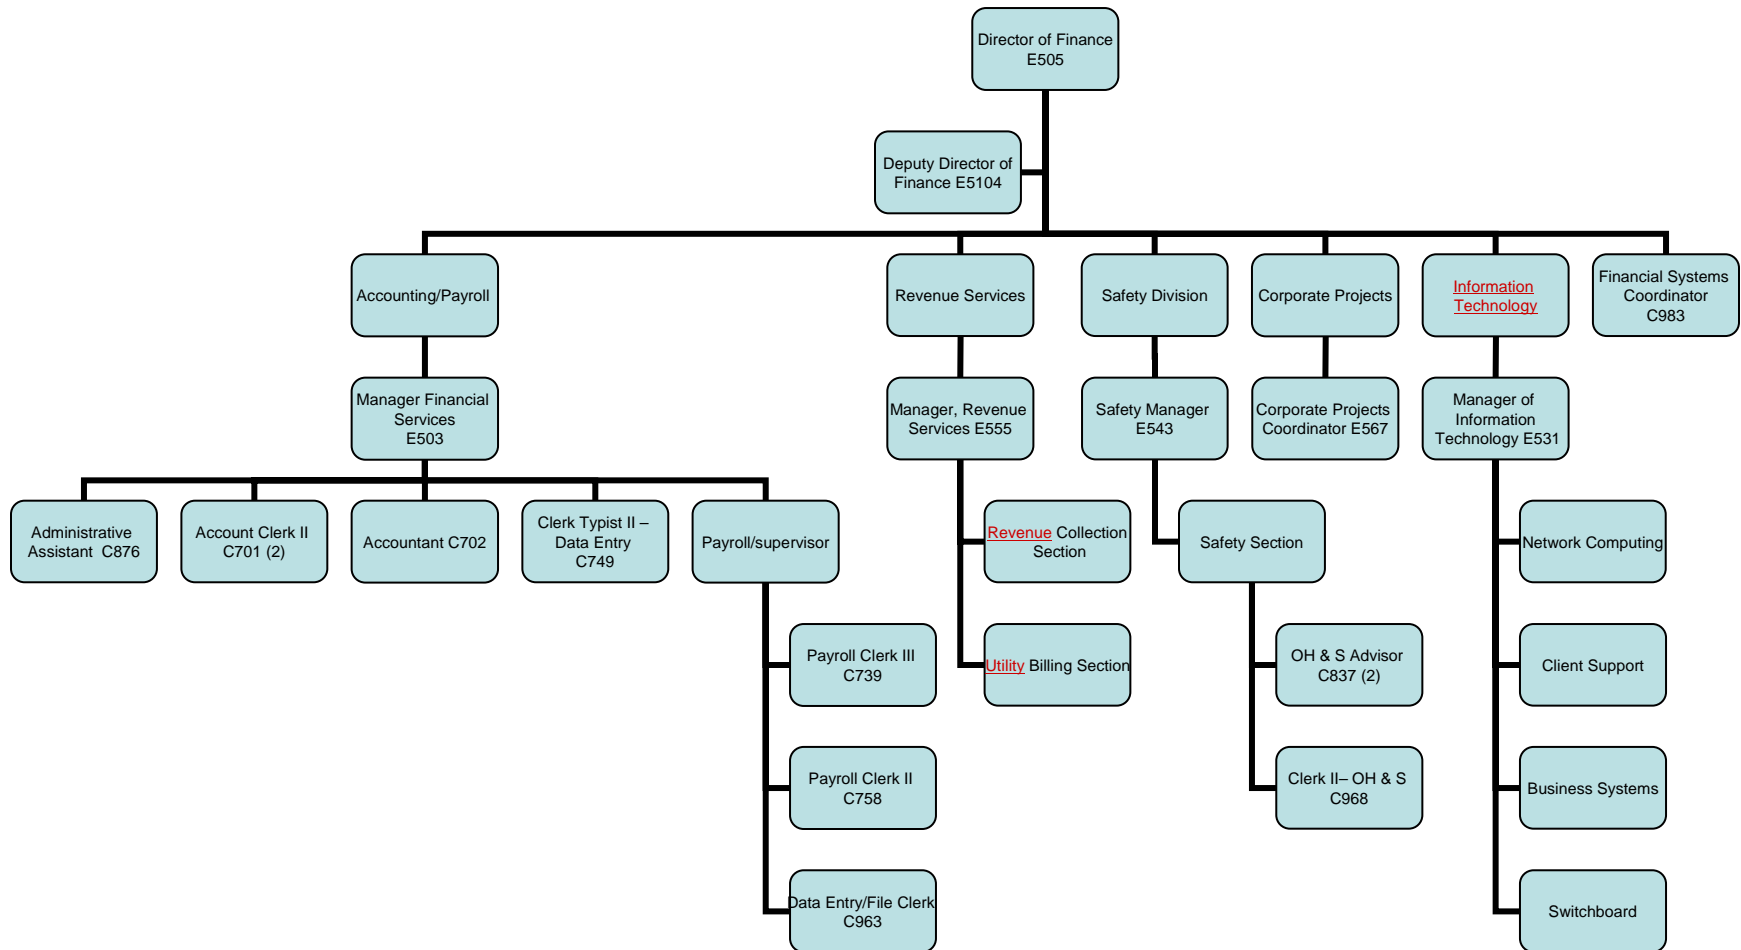 Director of Finance
E505
Deputy Director of
Finance E5104
Accounting/Payroll
Revenue Services
Safety Division
Corporate Projects
Information
Technology
Financial Systems
Coordinator
C983
Manager Financial
Services
E503
Manager, Revenue
Services E555
Safety Manager
E543
Corporate Projects
Coordinator E567
Manager of
Information
Technology E531
Administrative
Assistant C876
Account Clerk II
C701 (2)
Accountant C702
Clerk Typist II –
Data Entry
C749
Payroll/supervisor
Revenue Collection
Section
Safety Section
Network Computing
Payroll Clerk III
C739
Utility Billing Section
OH & S Advisor
C837 (2)
Client Support
Payroll Clerk II
C758
Clerk II– OH & S
C968
Business Systems
Data Entry/File Clerk
C963
Switchboard